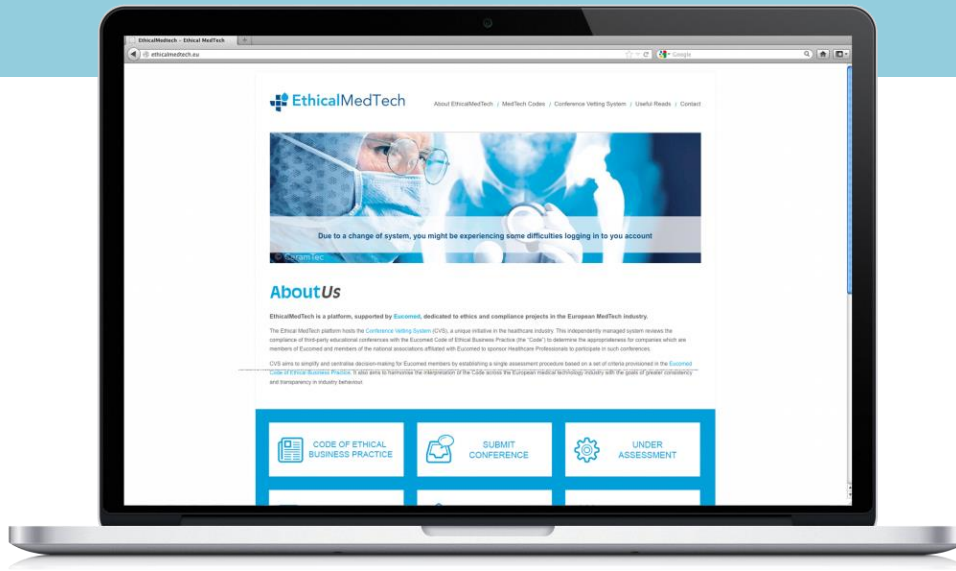 EthicalMedtech - Ethical MedTech
ethicalmedtech.eu
Google
EthicalMedTech
About EthicalMedTech / MedTech Codes / Conference Vetting System / Useful Reads / Contact
Due to a change of system, you might be experiencing some difficulties logging in to you account
© CeramTec
AboutUs
EthicalMedTech is a platform, supported by Eucomed, dedicated to ethics and compliance projects in the European MedTech industry.
The Ethical MedTech platform hosts the Conference Vetting System (CVS), a unique initiative in the healthcare industry. This independently managed system reviews the
compliance of third-party educational conferences with the Eucomed Code of Ethical Business Practice (the “Code”) to determine the appropriateness for companies which are
members of Eucomed and members of the national associations affiliated with Eucomed to sponsor Healthcare Professionals to participate in such conferences.
CVS aims to simplify and centralise decision-making for Eucomed members by establishing a single assessment procedure based on a set of criteria provisioned in the Eucomed
Code of Ethical Business Practice. It also aims to harmonise the interpretation of the Code across the European medical technology industry with the goals of greater consistency
and transparency in industry behaviour.
CODE OF ETHICAL
BUSINESS PRACTICE
SUBMIT
CONFERENCE
UNDER
ASSESSMENT